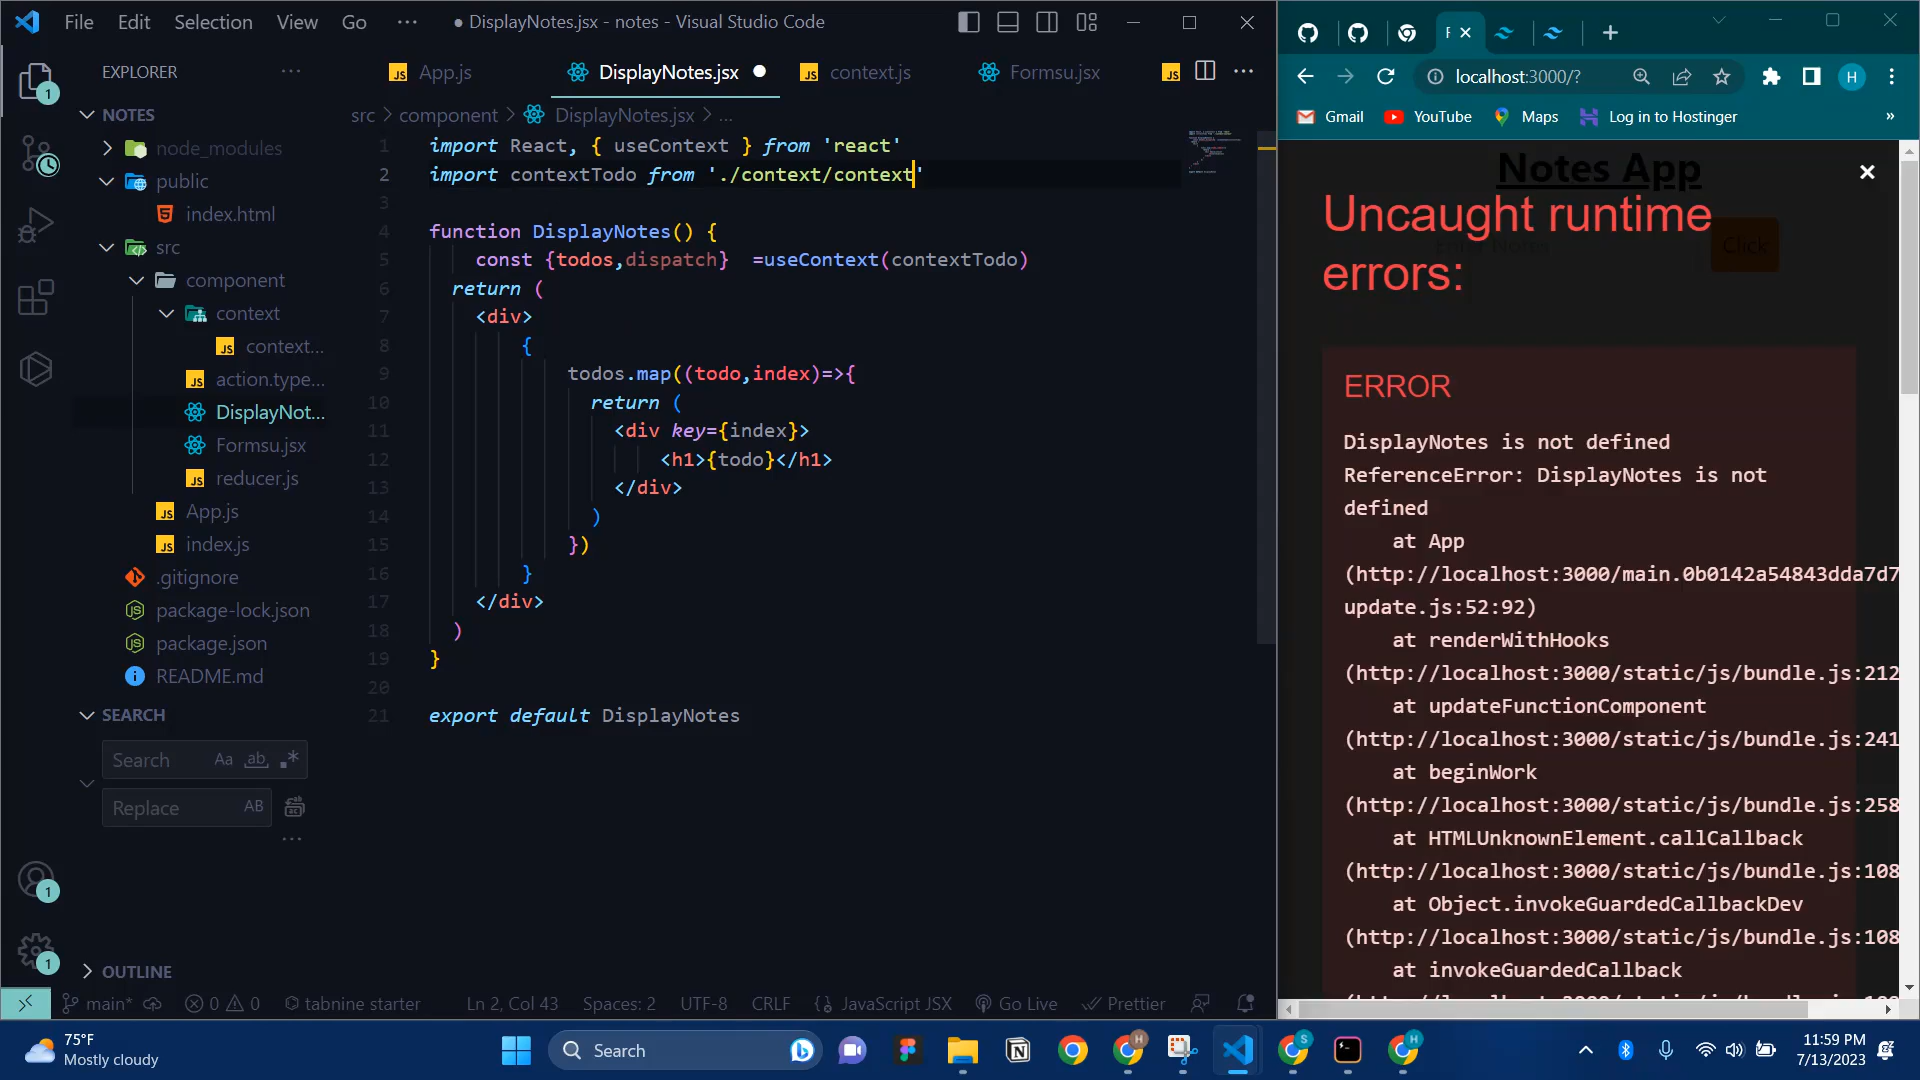 File Edit Selection View Go ··· ● DisplayNotes.jsx - notes - Visual Studio Code
EXPLORER ···
App.js DisplayNotes.jsx context.js Formsu.jsx
NOTES
src > component > DisplayNotes.jsx > ...
node_modules
public
index.html
src
component
context
context...
action.type...
DisplayNot...
Formsu.jsx
reducer.js
App.js
index.js
.gitignore
package-lock.json
package.json
README.md
SEARCH
Search Aa ab .*
Replace AB
···
OUTLINE
1 import React, { useContext } from 'react'
2 import contextTodo from './context/context'
3
4 function DisplayNotes() {
5 const {todos,dispatch}  =useContext(contextTodo)
6 return (
7 <div>
8 {
9 todos.map((todo,index)=>{
10 return (
11 <div key={index}>
12 <h1>{todo}</h1>
13 </div>
14 )
15 })
16 }
17 </div>
18 )
19 }
20
21 export default DisplayNotes
main* 0 0 tabnine starter Ln 2, Col 43 Spaces: 2 UTF-8 CRLF {} JavaScript JSX Go Live Prettier
localhost:3000/?
H
Gmail YouTube Maps Log in to Hostinger »
Notes App
Click
Uncaught runtime
errors:
ERROR
DisplayNotes is not defined
ReferenceError: DisplayNotes is not
defined
at App
(http://localhost:3000/main.0b0142a54843dda7d7
update.js:52:92)
at renderWithHooks
(http://localhost:3000/static/js/bundle.js:212
at updateFunctionComponent
(http://localhost:3000/static/js/bundle.js:241
at beginWork
(http://localhost:3000/static/js/bundle.js:258
at HTMLUnknownElement.callCallback
(http://localhost:3000/static/js/bundle.js:108
at Object.invokeGuardedCallbackDev
(http://localhost:3000/static/js/bundle.js:108
at invokeGuardedCallback
75°F
Mostly cloudy
Search
11:59 PM
7/13/2023